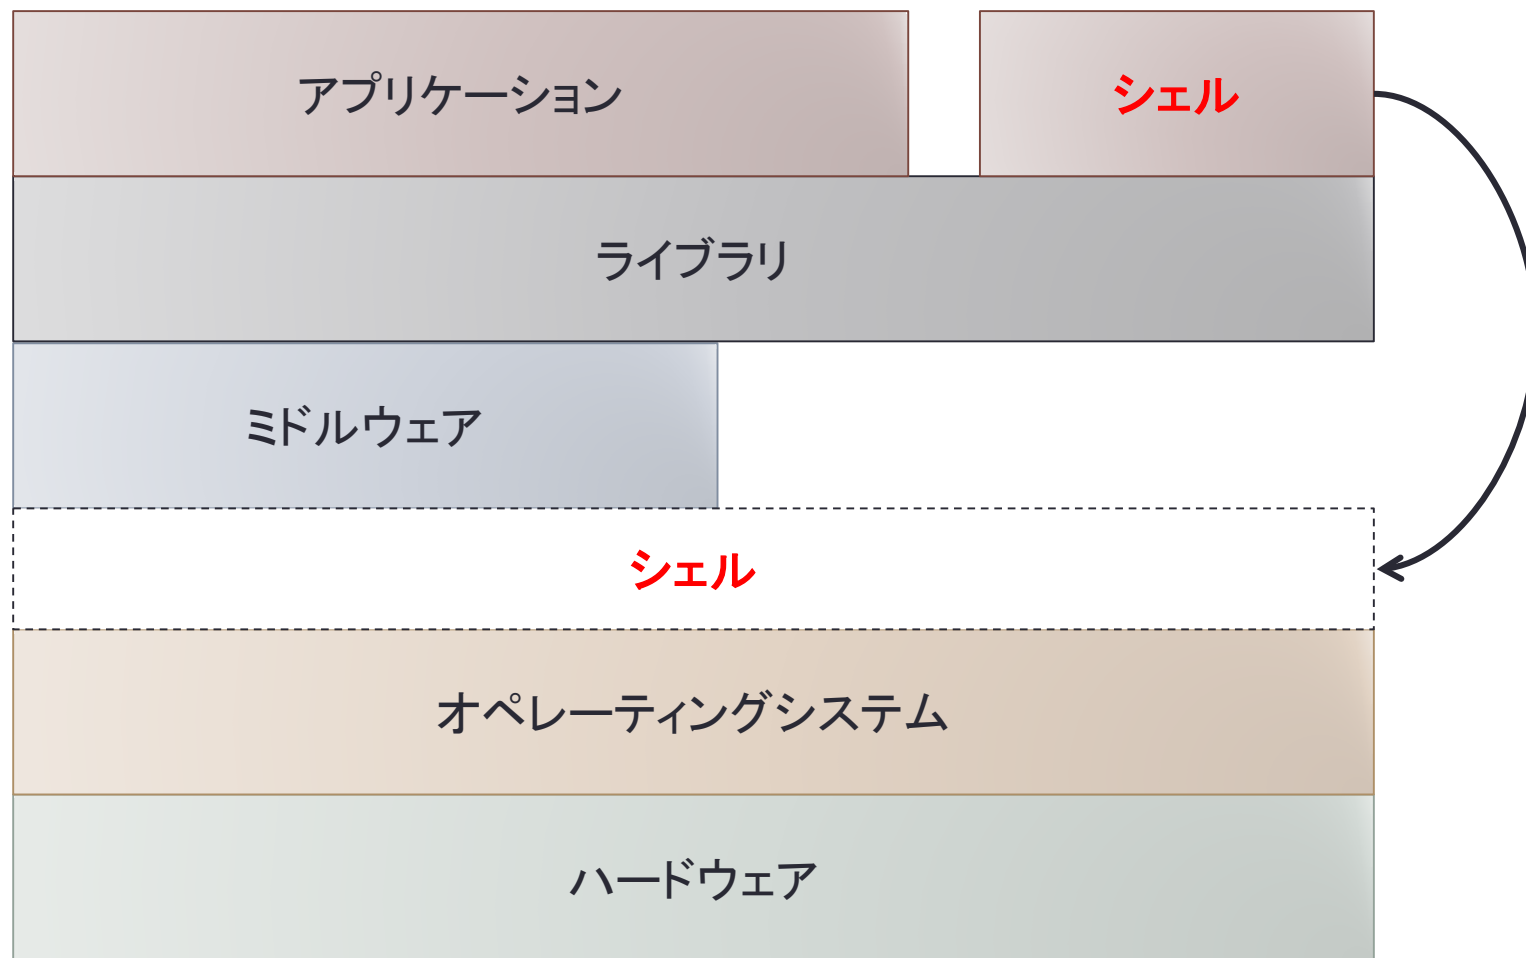 アプリケーション
シェル
ライブラリ
ミドルウェア
シェル
オペレーティングシステム
ハードウェア